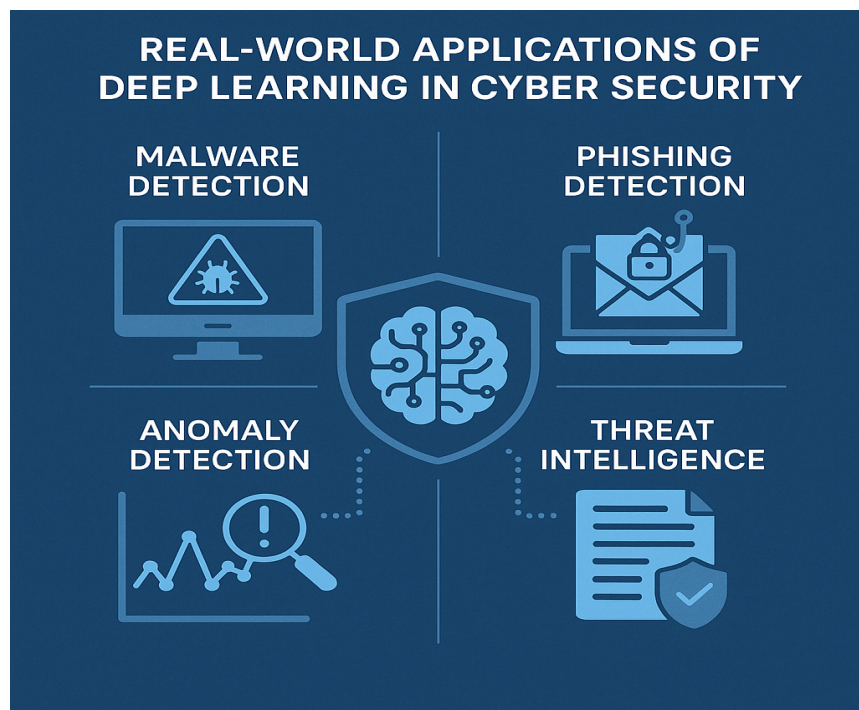 REAL-WORLD APPLICATIONS OF
DEEP LEARNING IN CYBER SECURITY
MALWARE
DETECTION
PHISHING
DETECTION
ANOMALY
DETECTION
THREAT
INTELLIGENCE